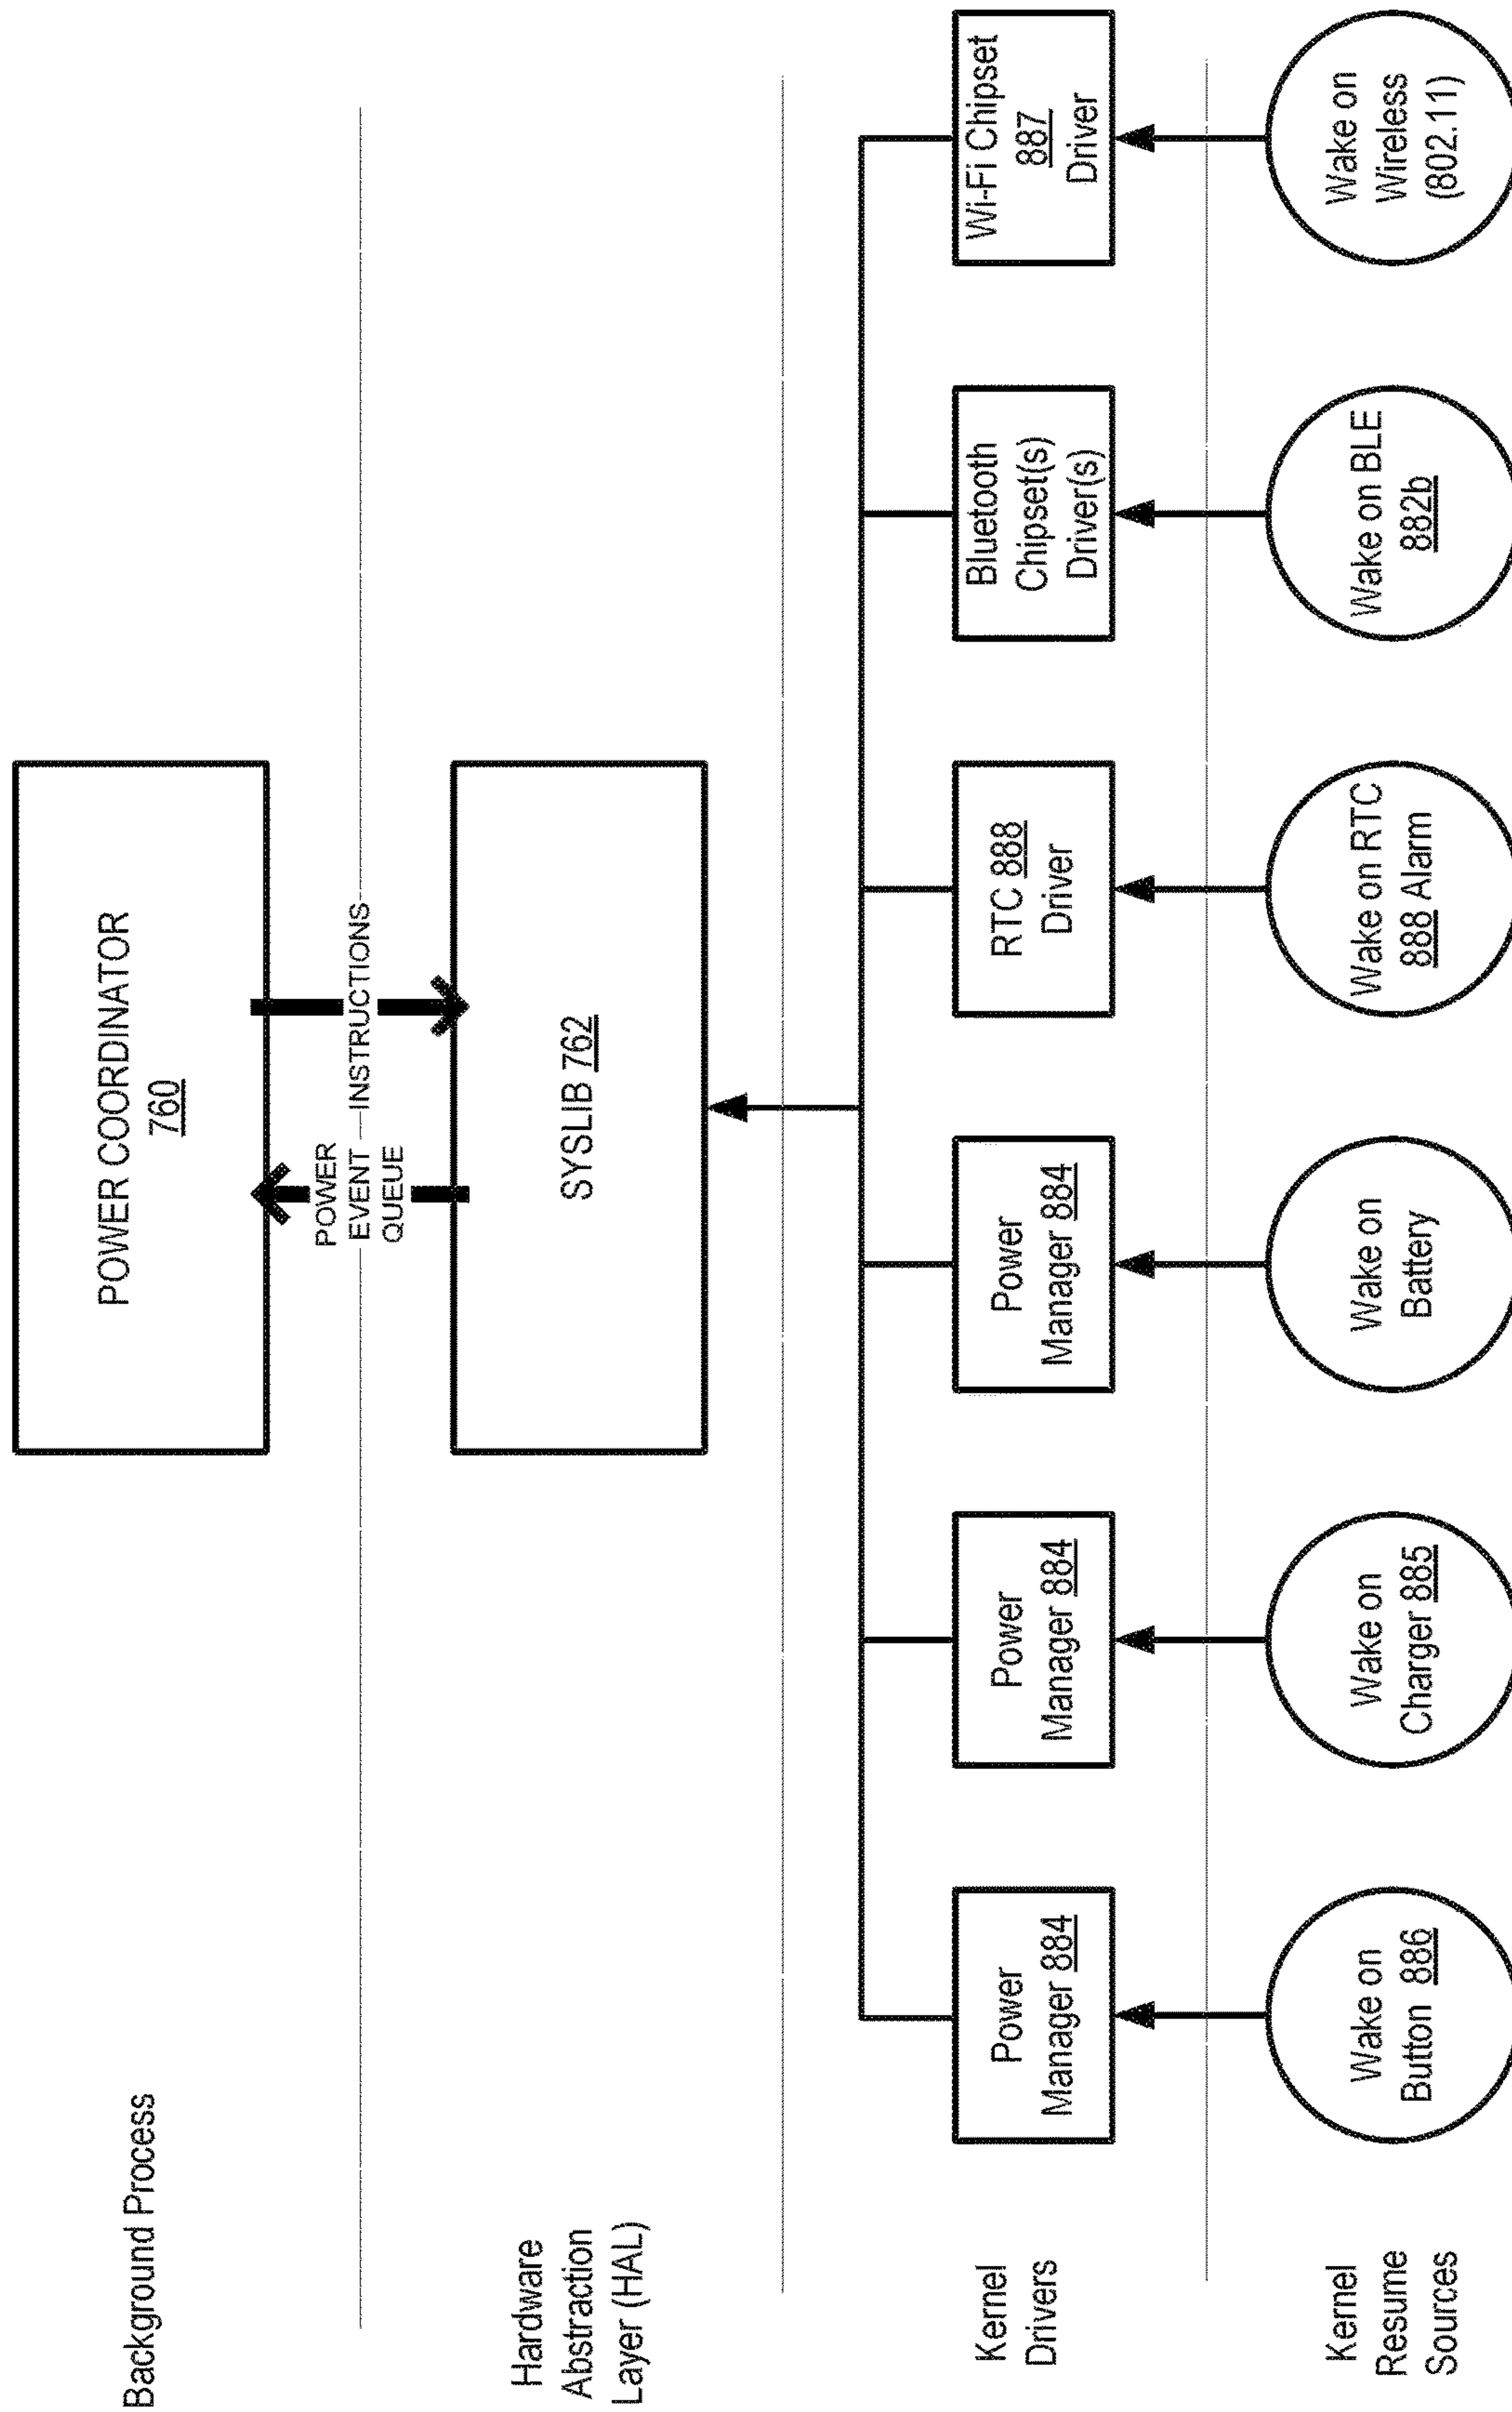 Background Process
POWER COORDINATOR
760
POWER
EVENT
QUEUE
INSTRUCTIONS
Hardware
Abstraction
Layer (HAL)
SYSLIB 762
Kernel
Drivers
Power
Manager 884
Power
Manager 884
Power
Manager 884
RTC 888
Driver
Bluetooth
Chipset(s)
Driver(s)
Wi-Fi Chipset
887
Driver
Kernel
Resume
Sources
Wake on
Button 886
Wake on
Charger 885
Wake on
Battery
Wake on RTC
888 Alarm
Wake on BLE
882b
Wake on
Wireless
(802.11)